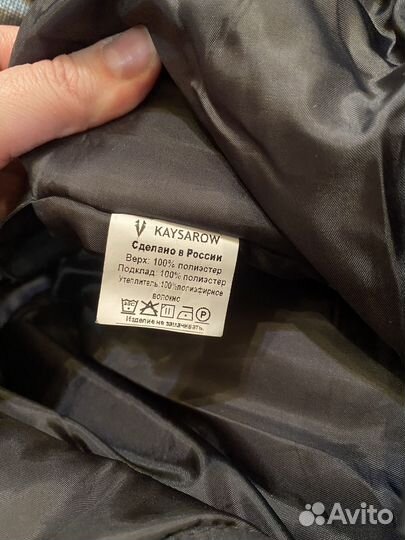 KAYSAROW
Сделано в России
Верх: 100% полиэстер
Подклад: 100% полиэстер
Утеплитель: 100% полиэфирное
волокно
P
Изделие не замачивать.
Avito